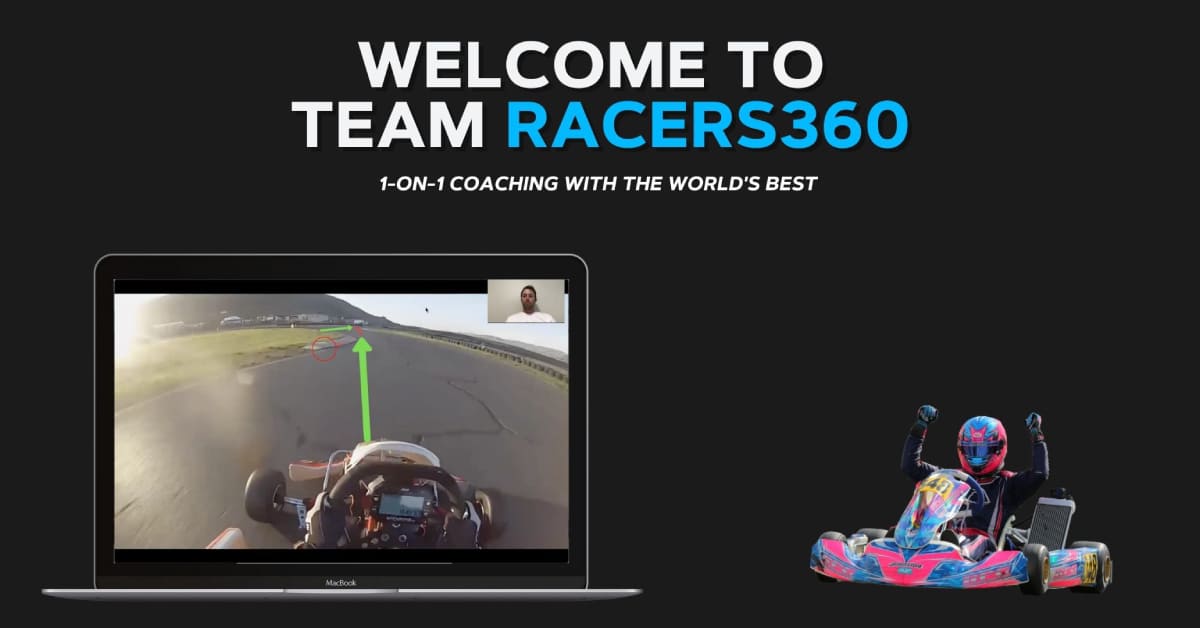 WELCOME TO
TEAM RACERS360
1-ON-1 COACHING WITH THE WORLD'S BEST
MacBook